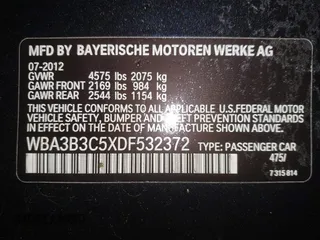 MFD BY BAYERISCHE MOTOREN WERKE AG
07-2012
GVWR 4575 lbs 2075 kg
GAWR FRONT 2169 lbs 984 kg
GAWR REAR 2544 lbs 1154 kg
THIS VEHICLE CONFORMS TO ALL APPLICABLE U.S.FEDERAL MOTOR
VEHICLE SAFETY, BUMPER AND THEFT PREVENTION STANDARDS
IN EFFECT ON THE DATE OF MANUFACTURE SHOWN ABOVE.
WBA3B3C5XDF532372 TYPE: PASSENGER CAR
475/
7 315 814